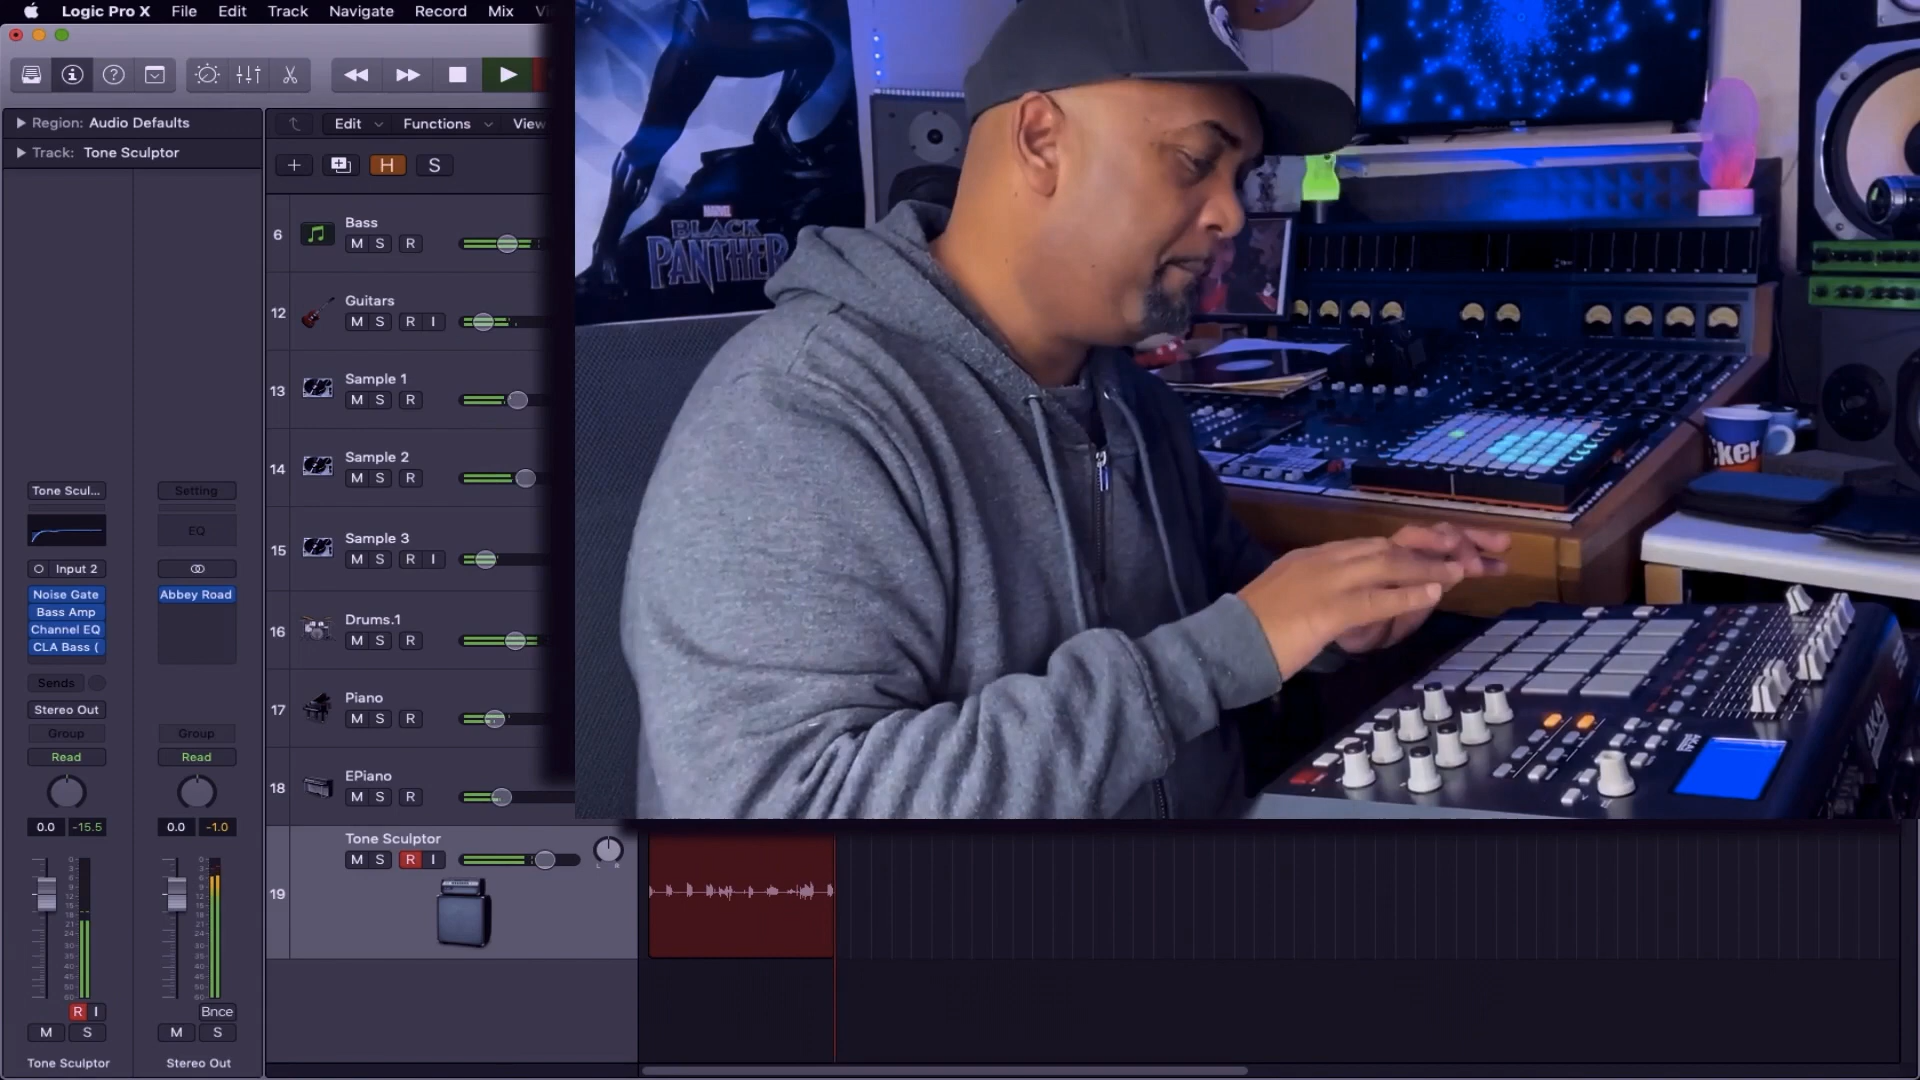 Logic Pro X File Edit Track Navigate Record Mix
Region: Audio Defaults
Track: Tone Sculptor
Edit Functions View
+ H S
6 Bass
M S R
12 Guitars
M S R I
13 Sample 1
M S R
14 Sample 2
M S R
15 Sample 3
M S R I
16 Drums.1
M S R
17 Piano
M S R
18 EPiano
M S R
19 Tone Sculptor
M S R I
L R
Tone Scul... Setting
EQ
Input 2
Noise Gate Abbey Road
Bass Amp
Channel EQ
CLA Bass (
Sends
Stereo Out
Group Group
Read Read
0.0 -15.5 0.0 -1.0
R I Bnce
M S M S
Tone Sculptor Stereo Out
MARVEL
BLACK
PANTHER
cker
AKAI